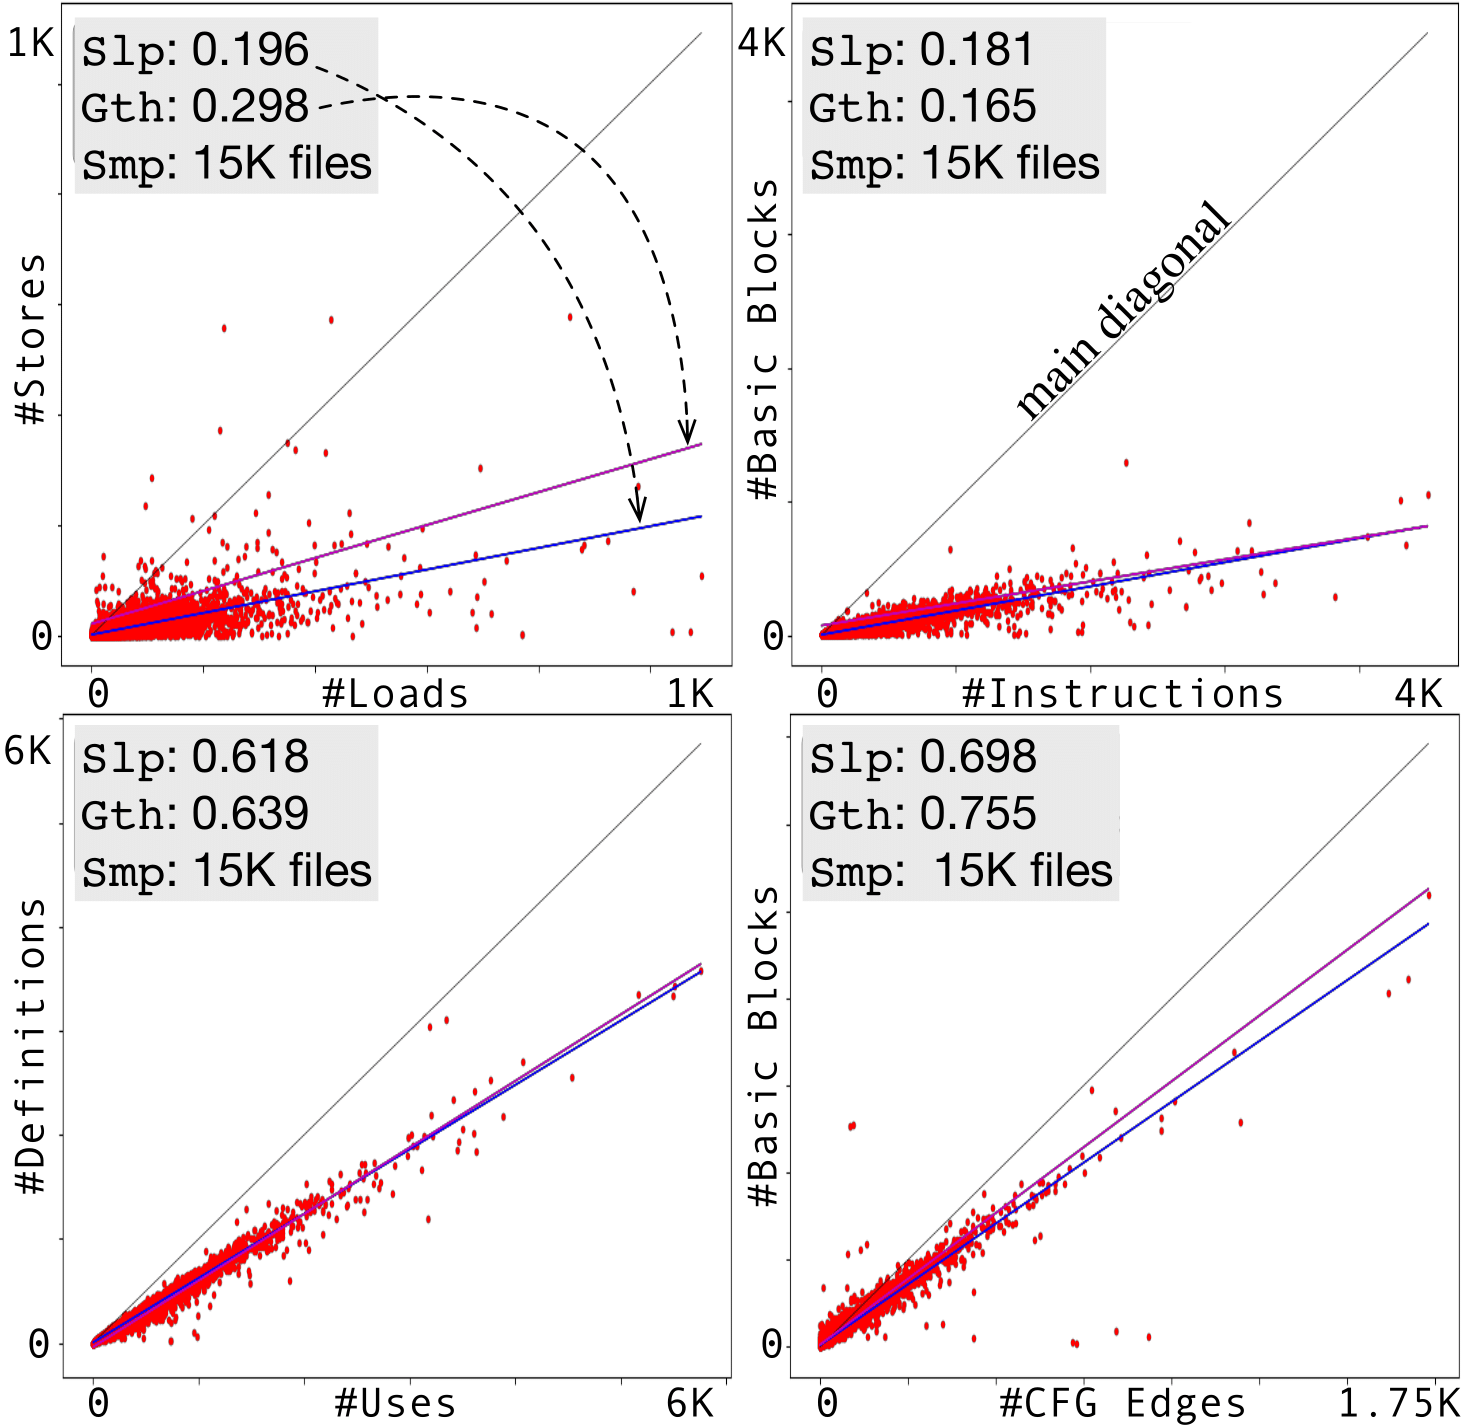 1K
Slp: 0.196
Gth: 0.298
Smp: 15K files
#Stores
0
0
#Loads
1K
4K
Slp: 0.181
Gth: 0.165
Smp: 15K files
main diagonal
#Basic Blocks
0
0
#Instructions
4K
6K
Slp: 0.618
Gth: 0.639
Smp: 15K files
#Definitions
0
0
#Uses
6K
Slp: 0.698
Gth: 0.755
Smp: 15K files
#Basic Blocks
0
0
#CFG Edges
1.75K